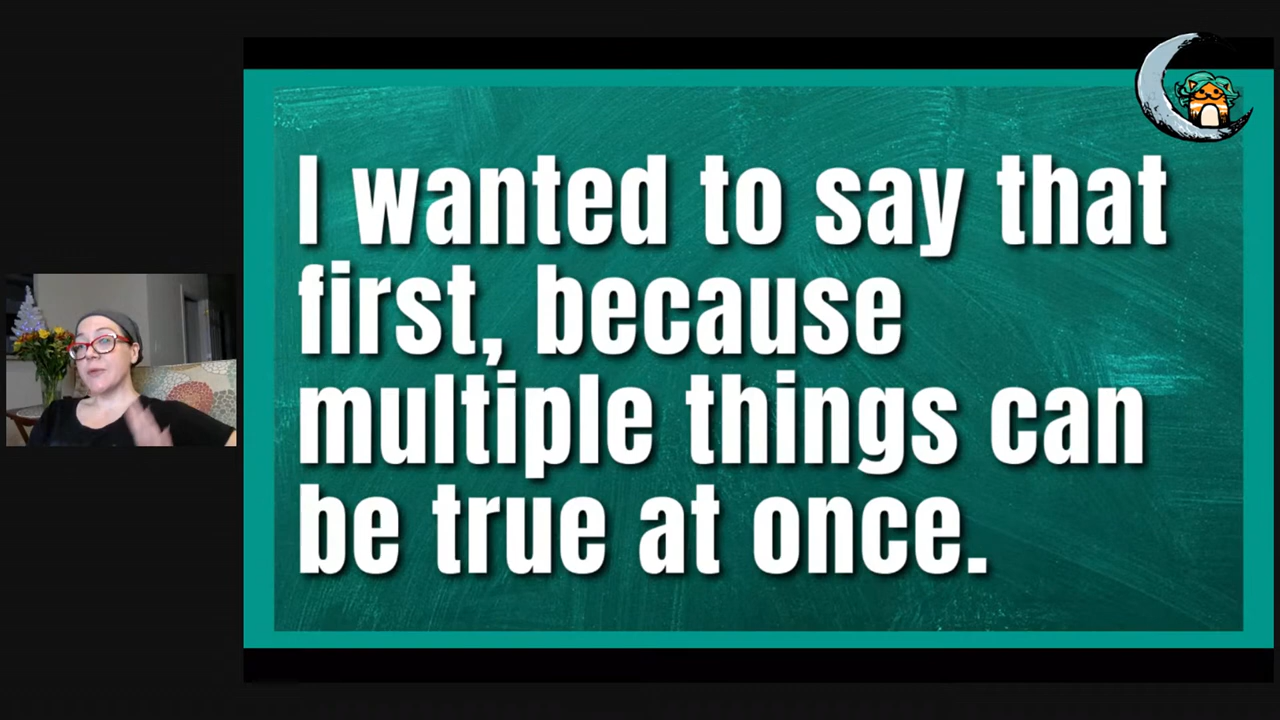 I wanted to say that
first, because
multiple things can
be true at once.